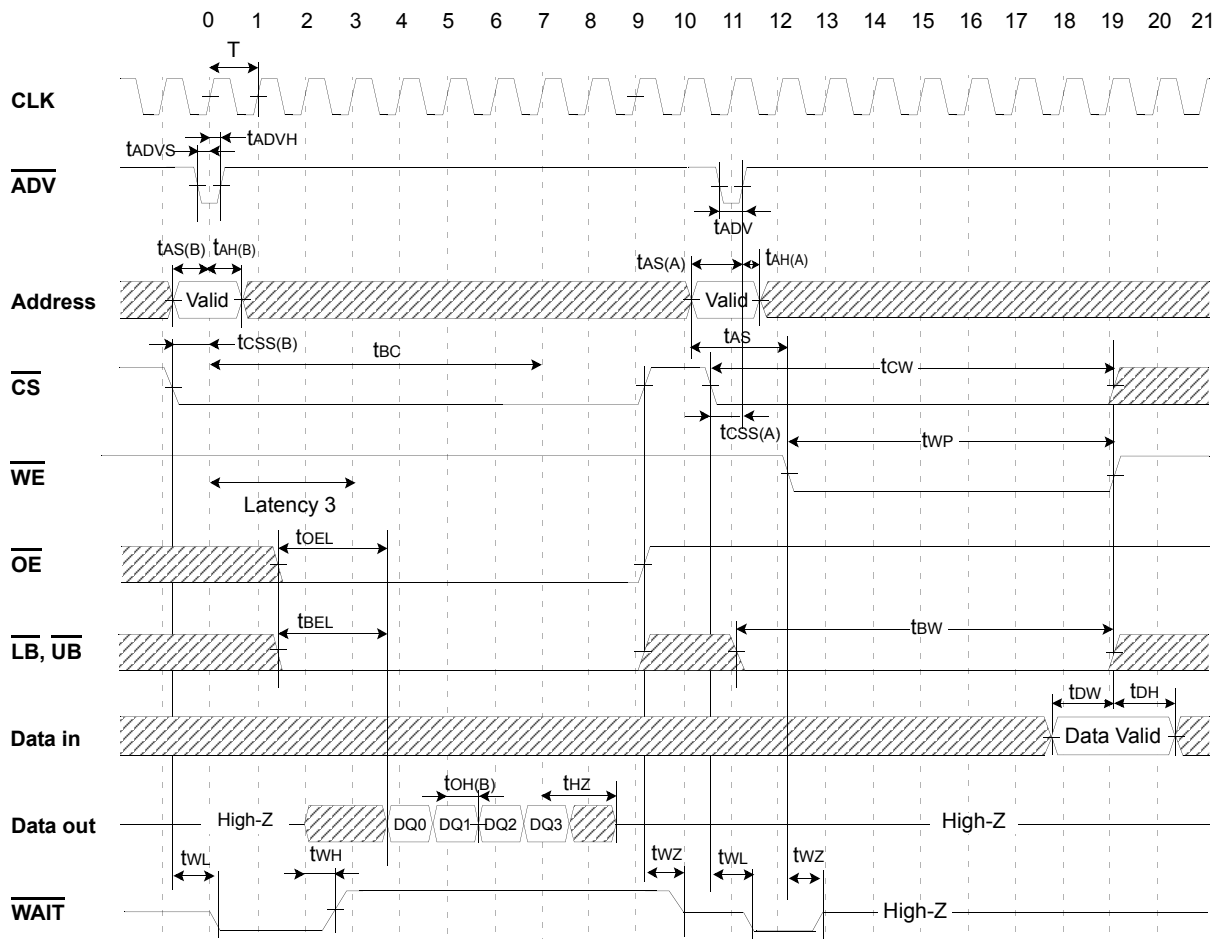 0 1 2 3 4 5 6 7 8 9 10 11 12 13 14 15 16 17 18 19 20 21
T
CLK
tADVH
tADVS
ADV
tADV
tAS(B) tAH(B) tAS(A) tAH(A)
Address Valid Valid
tCSS(B) tBC tAS
CS tCW
tCSS(A) tWP
WE
Latency 3
tOEL
OE
tBEL tBW
LB, UB
tDW tDH
Data in Data Valid
tOH(B) tHZ
Data out High-Z DQ0 DQ1 DQ2 DQ3 High-Z
tWL tWH tWZ tWL tWZ
WAIT High-Z